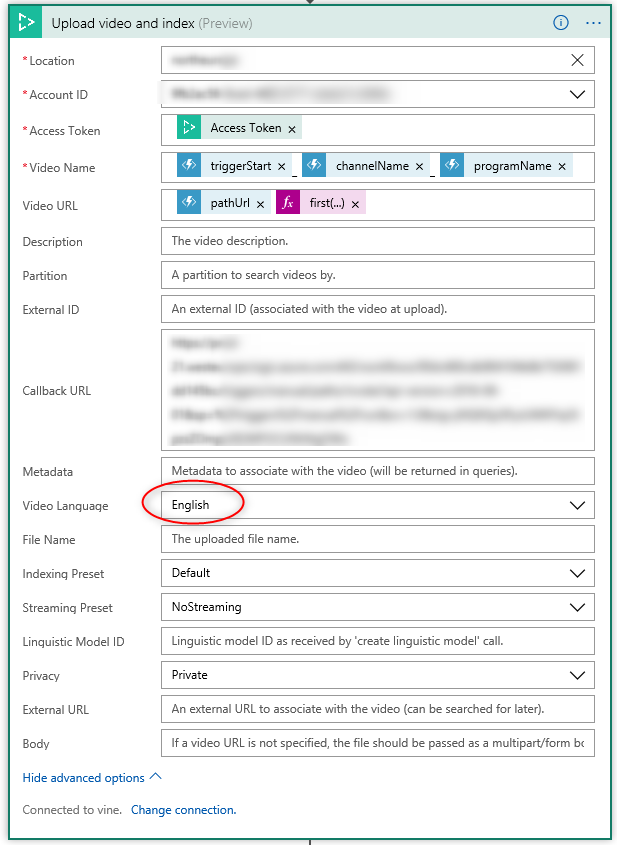 Upload video and index (Preview)
* Location
* Account ID
* Access Token Access Token ×
* Video Name triggerStart × _ channelName × _ programName ×
Video URL pathUrl × fx first(...) ×
Description The video description.
Partition A partition to search videos by.
External ID An external ID (associated with the video at upload).
Callback URL
Metadata Metadata to associate with the video (will be returned in queries).
Video Language English
File Name The uploaded file name.
Indexing Preset Default
Streaming Preset NoStreaming
Linguistic Model ID Linguistic model ID as received by 'create linguistic model' call.
Privacy Private
External URL An external URL to associate with the video (can be searched for later).
Body If a video URL is not specified, the file should be passed as a multipart/form bo
Hide advanced options
Connected to vine. Change connection.